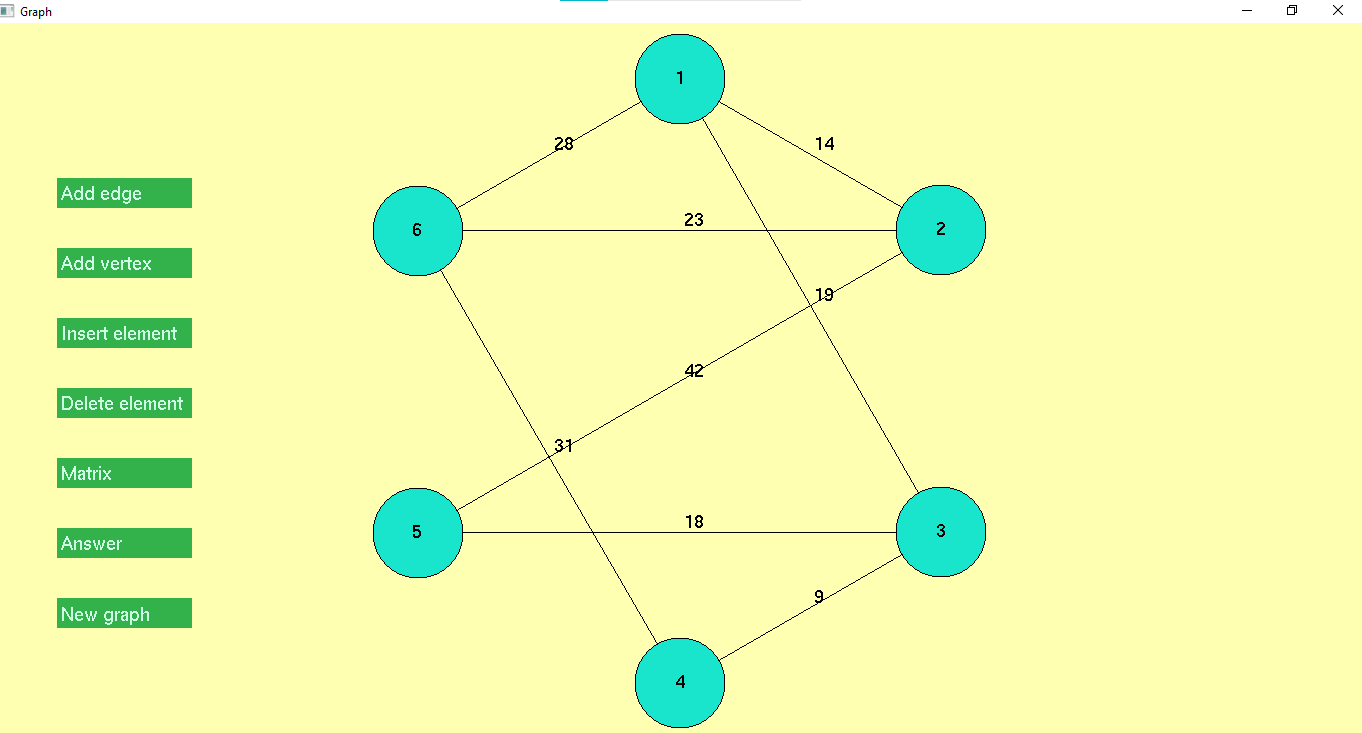 Graph
1
28
14
Add edge
23
6
2
Add vertex
19
Insert element
42
Delete element
31
Matrix
18
5
3
Answer
9
New graph
4